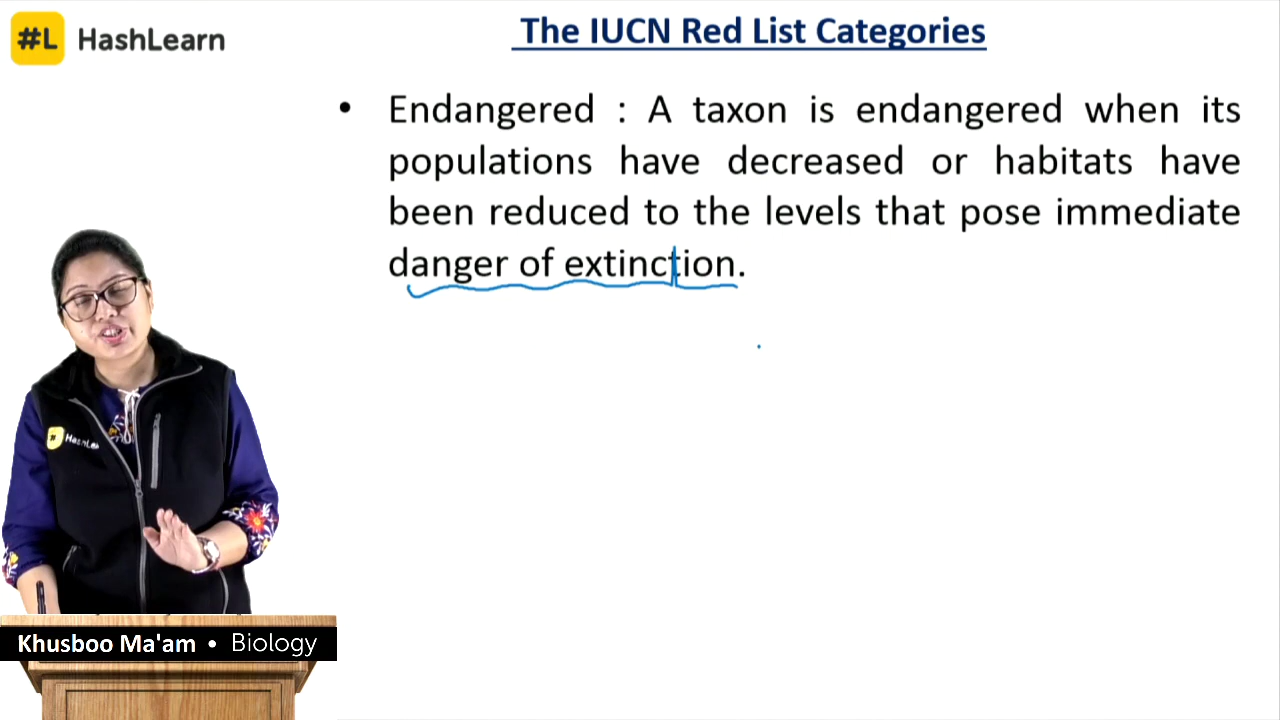 #L HashLearn
The IUCN Red List Categories
• Endangered : A taxon is endangered when its
populations have decreased or habitats have
been reduced to the levels that pose immediate
danger of extinction.
Khusboo Ma'am • Biology